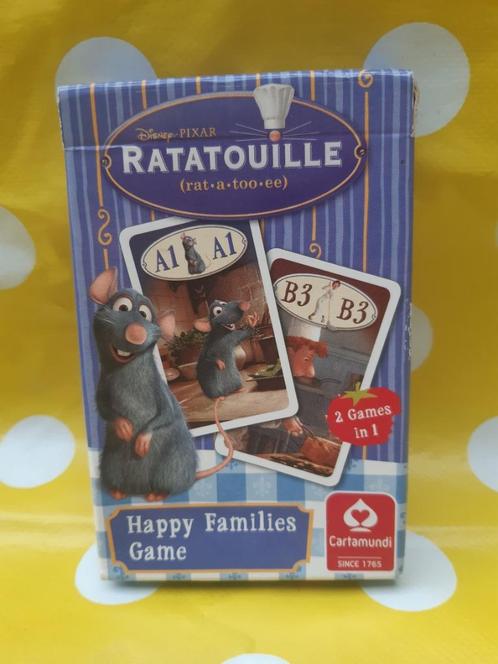 Disney·PIXAR
RATATOUILLE
(rat•a•too•ee)
A1 A1
B3 B3
2 Games
in 1
Happy Families
Game
Cartamundi
SINCE 1765